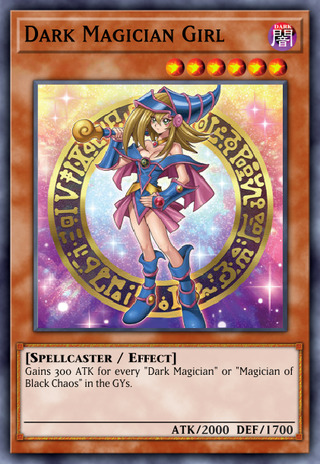 Dark Magician Girl
DARK
闇
[Spellcaster / Effect]
Gains 300 ATK for every "Dark Magician" or "Magician of
Black Chaos" in the GYs.
ATK/2000 DEF/1700